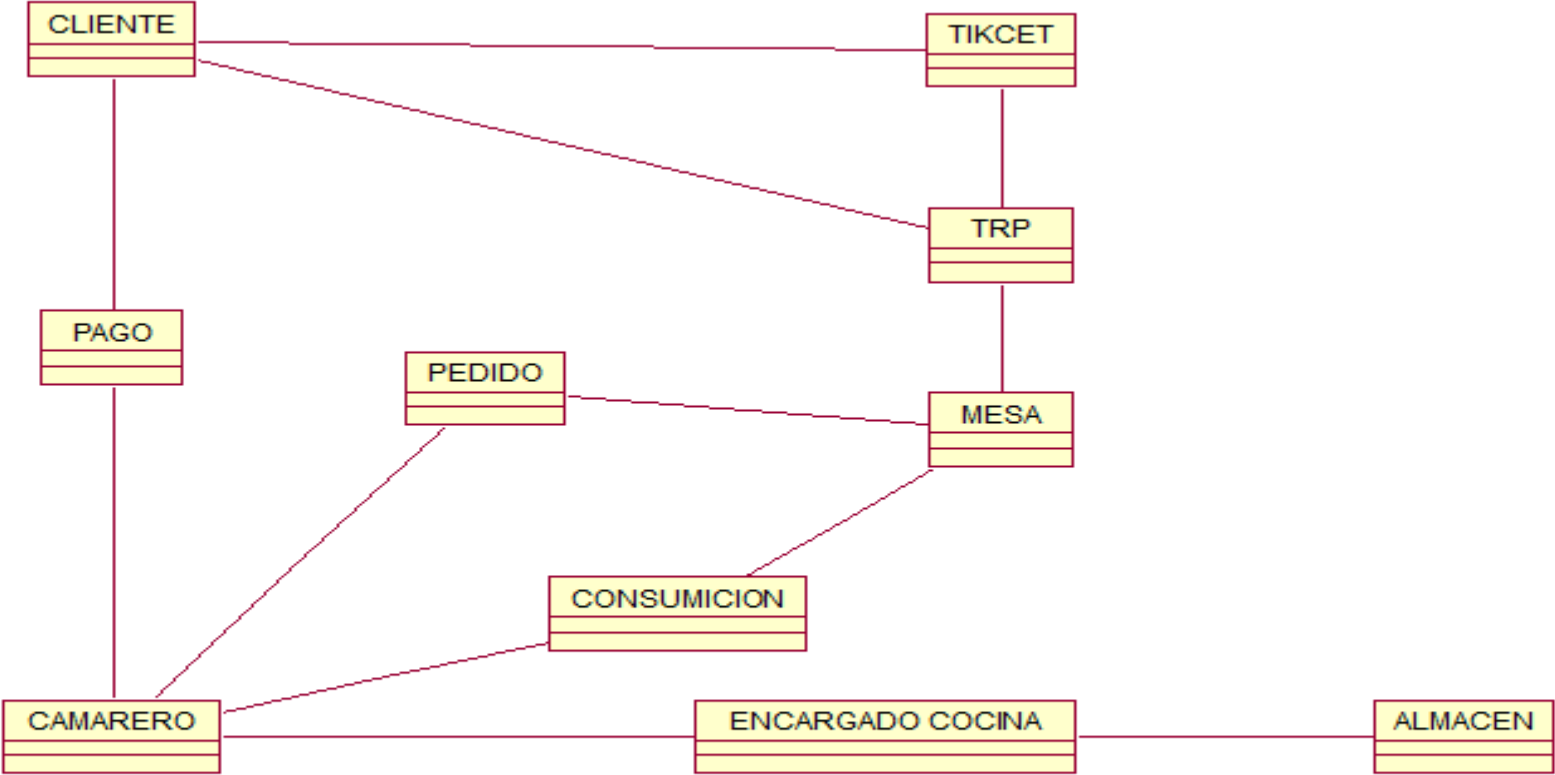 CLIENTE
TIKCET
TRP
PAGO
PEDIDO
MESA
CONSUMICION
CAMARERO
ENCARGADO COCINA
ALMACEN